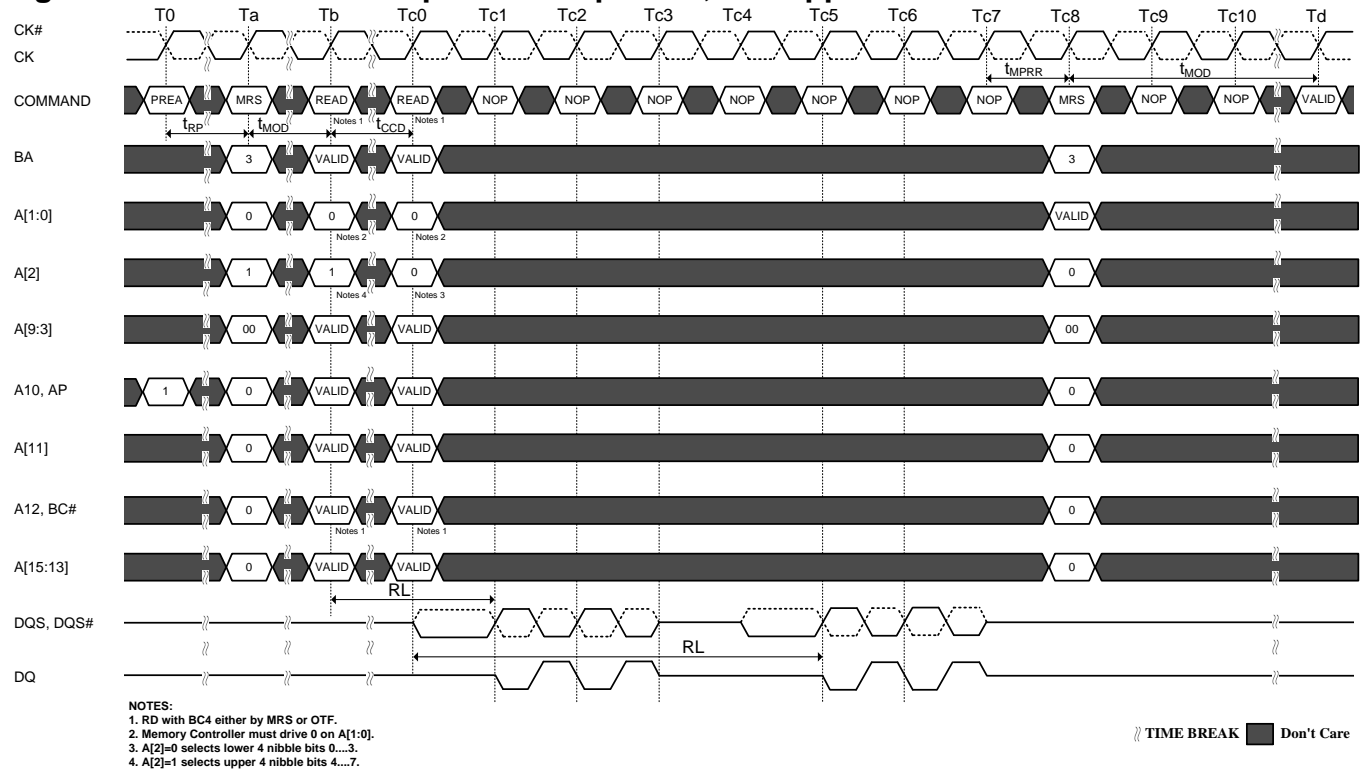 T0 Ta Tb Tc0 Tc1 Tc2 Tc3 Tc4 Tc5 Tc6 Tc7 Tc8 Tc9 Tc10 Td
CK#
CK
tMPRR tMOD
COMMAND PREA MRS READ READ NOP NOP NOP NOP NOP NOP NOP MRS NOP NOP VALID
Notes 1 Notes 1
tRP tMOD tCCD
BA 3 VALID VALID 3
A[1:0] 0 0 0 VALID
Notes 2 Notes 2
A[2] 1 1 0 0
Notes 4 Notes 3
A[9:3] 00 VALID VALID 00
A10, AP 1 0 VALID VALID 0
A[11] 0 VALID VALID 0
A12, BC# 0 VALID VALID 0
Notes 1 Notes 1
A[15:13] 0 VALID VALID 0
RL
DQS, DQS#
RL
DQ
NOTES:
1. RD with BC4 either by MRS or OTF.
2. Memory Controller must drive 0 on A[1:0].
3. A[2]=0 selects lower 4 nibble bits 0....3.
4. A[2]=1 selects upper 4 nibble bits 4....7.
TIME BREAK Don't Care